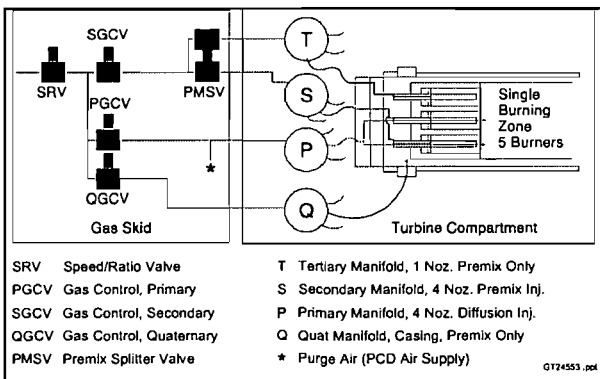 SGCV
SRV
PMSV
PGCV
*
QGCV
Gas Skid
T
S
P
Q
Single
Burning
Zone
5 Burners
Turbine Compartment
SRV Speed/Ratio Valve
PGCV Gas Control, Primary
SGCV Gas Control, Secondary
QGCV Gas Control, Quaternary
PMSV Premix Splitter Valve
T Tertiary Manifold, 1 Noz. Premix Only
S Secondary Manifold, 4 Noz. Premix Inj.
P Primary Manifold, 4 Noz. Diffusion Inj.
Q Quat Manifold, Casing, Premix Only
* Purge Air (PCD Air Supply)
GT24553.ppt